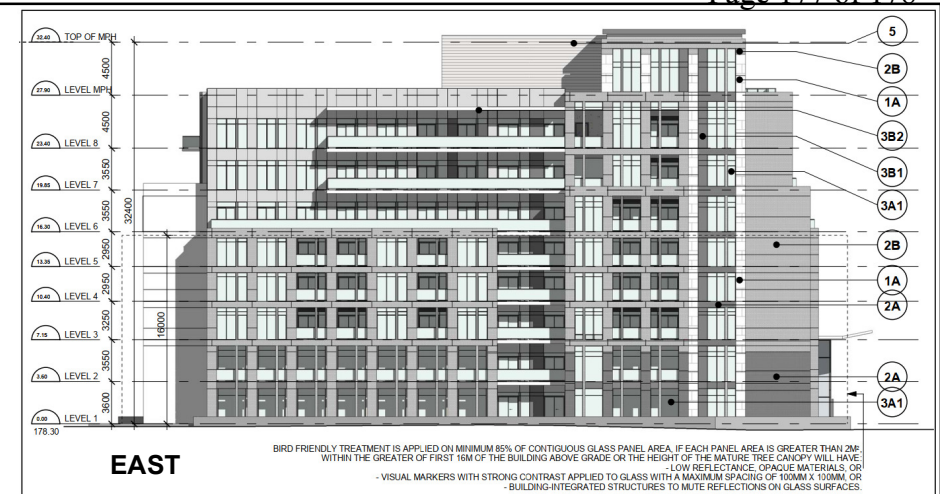 Page 177 of 178
32.40 TOP OF MPH
4500
27.90 LEVEL MPH
4500
23.40 LEVEL 8
3550
19.85 LEVEL 7
3550
32400
16.30 LEVEL 6
2950
13.35 LEVEL 5
2950
10.40 LEVEL 4
3250
16000
7.15 LEVEL 3
3550
3.60 LEVEL 2
3600
0.00 LEVEL 1
178.30
5
2B
1A
3B2
3B1
3A1
2B
1A
2A
2A
3A1
EAST
BIRD FRIENDLY TREATMENT IS APPLIED ON MINIMUM 85% OF CONTIGUOUS GLASS PANEL AREA, IF EACH PANEL AREA IS GREATER THAN 2M²,
WITHIN THE GREATER OF FIRST 16M OF THE BUILDING ABOVE GRADE OR THE HEIGHT OF THE MATURE TREE CANOPY WILL HAVE:
- LOW REFLECTANCE, OPAQUE MATERIALS, OR
- VISUAL MARKERS WITH STRONG CONTRAST APPLIED TO GLASS WITH A MAXIMUM SPACING OF 100MM X 100MM, OR
- BUILDING-INTEGRATED STRUCTURES TO MUTE REFLECTIONS ON GLASS SURFACES.